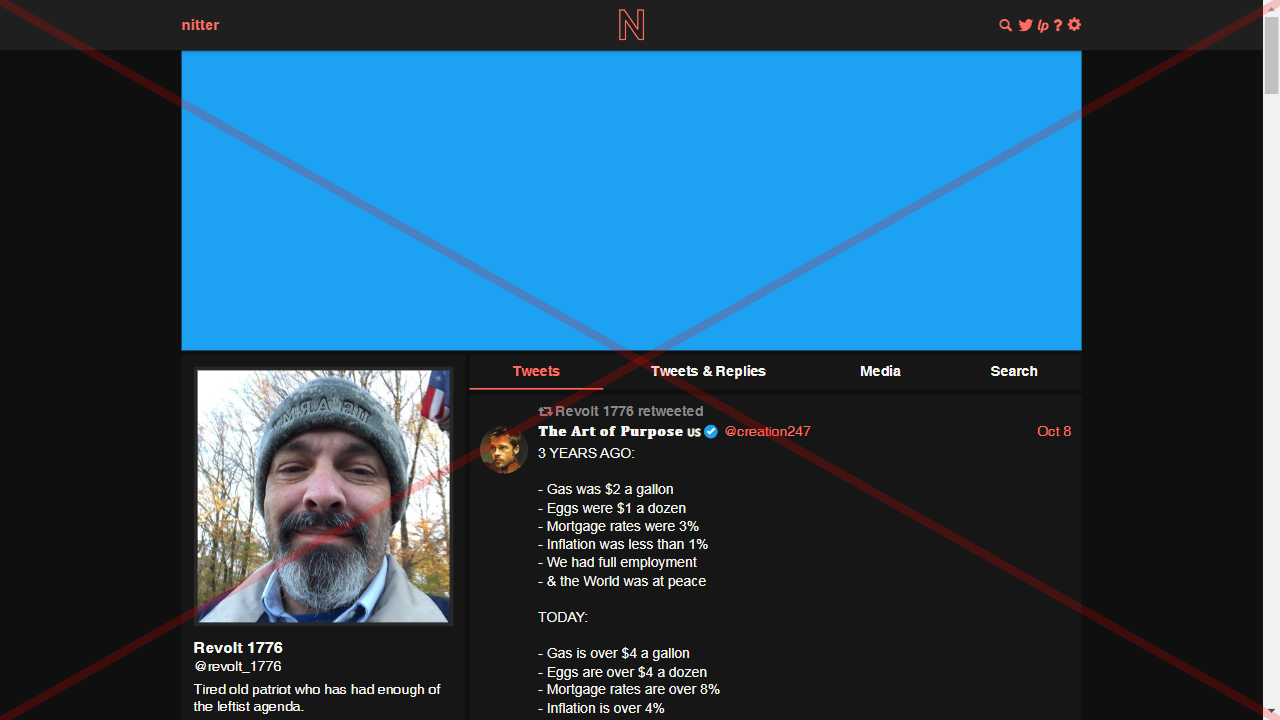 nitter
N
lp ?
Tweets
Tweets & Replies
Media
Search
Revolt 1776 retweeted
The Art of Purpose US @creation247
Oct 8
3 YEARS AGO:
- Gas was $2 a gallon
- Eggs were $1 a dozen
- Mortgage rates were 3%
- Inflation was less than 1%
- We had full employment
- & the World was at peace
TODAY:
- Gas is over $4 a gallon
- Eggs are over $4 a dozen
- Mortgage rates are over 8%
- Inflation is over 4%
U.S. ARMY
Revolt 1776
@revolt_1776
Tired old patriot who has had enough of
the leftist agenda.